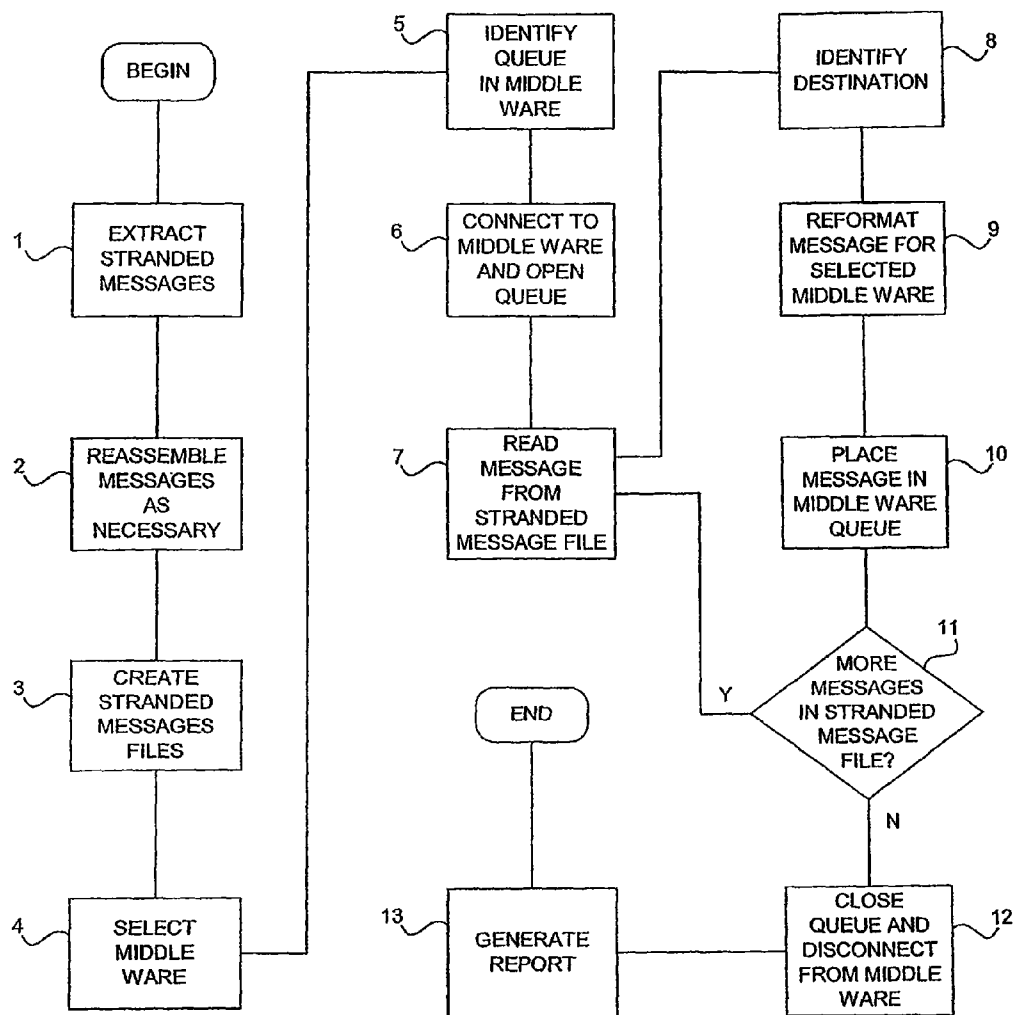 BEGIN
1
EXTRACT
STRANDED
MESSAGES
2
REASSEMBLE
MESSAGES
AS
NECESSARY
3
CREATE
STRANDED
MESSAGES
FILES
4
SELECT
MIDDLE
WARE
5
IDENTIFY
QUEUE
IN MIDDLE
WARE
6
CONNECT TO
MIDDLE WARE
AND OPEN
QUEUE
7
READ
MESSAGE
FROM
STRANDED
MESSAGE FILE
8
IDENTIFY
DESTINATION
9
REFORMAT
MESSAGE FOR
SELECTED
MIDDLE WARE
10
PLACE
MESSAGE IN
MIDDLE WARE
QUEUE
11
MORE
MESSAGES
IN STRANDED
MESSAGE
FILE?
Y
N
12
CLOSE
QUEUE AND
DISCONNECT
FROM MIDDLE
WARE
13
GENERATE
REPORT
END